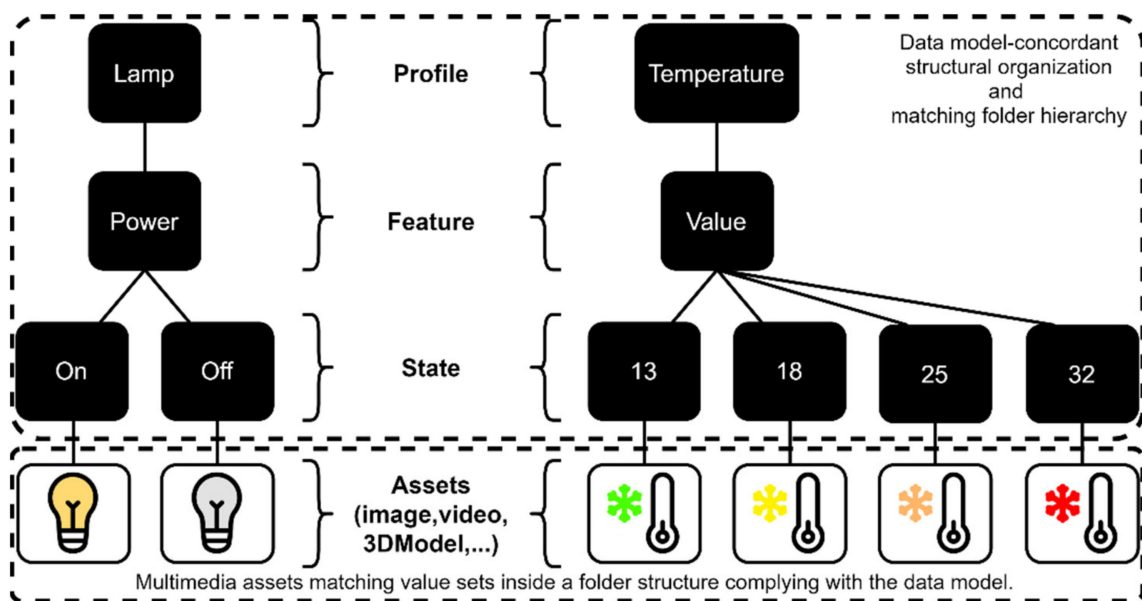 Lamp
Profile
Temperature
Data model-concordant
structural organization
and
matching folder hierarchy
Power
Feature
Value
On
Off
State
13
18
25
32
Assets
(image,video,
3DModel,...)
Multimedia assets matching value sets inside a folder structure complying with the data model.